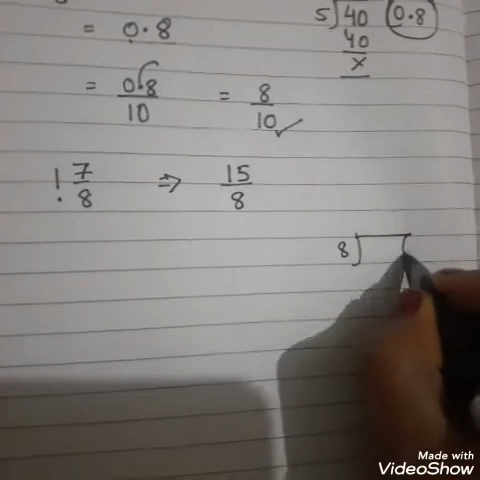 = 0.8
5)40(0.8
40
x
= 0.8/10 = 8/10 ✓
1 7/8 ⇒ 15/8
8)
Made with
VideoShow